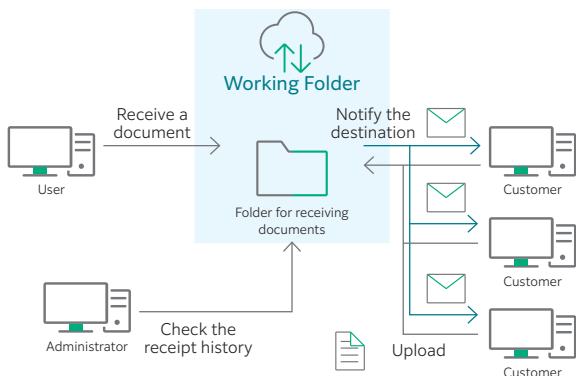 Working Folder
Receive a
document
Notify the
destination
User
Folder for receiving
documents
Customer
Customer
Administrator
Check the
receipt history
Upload
Customer